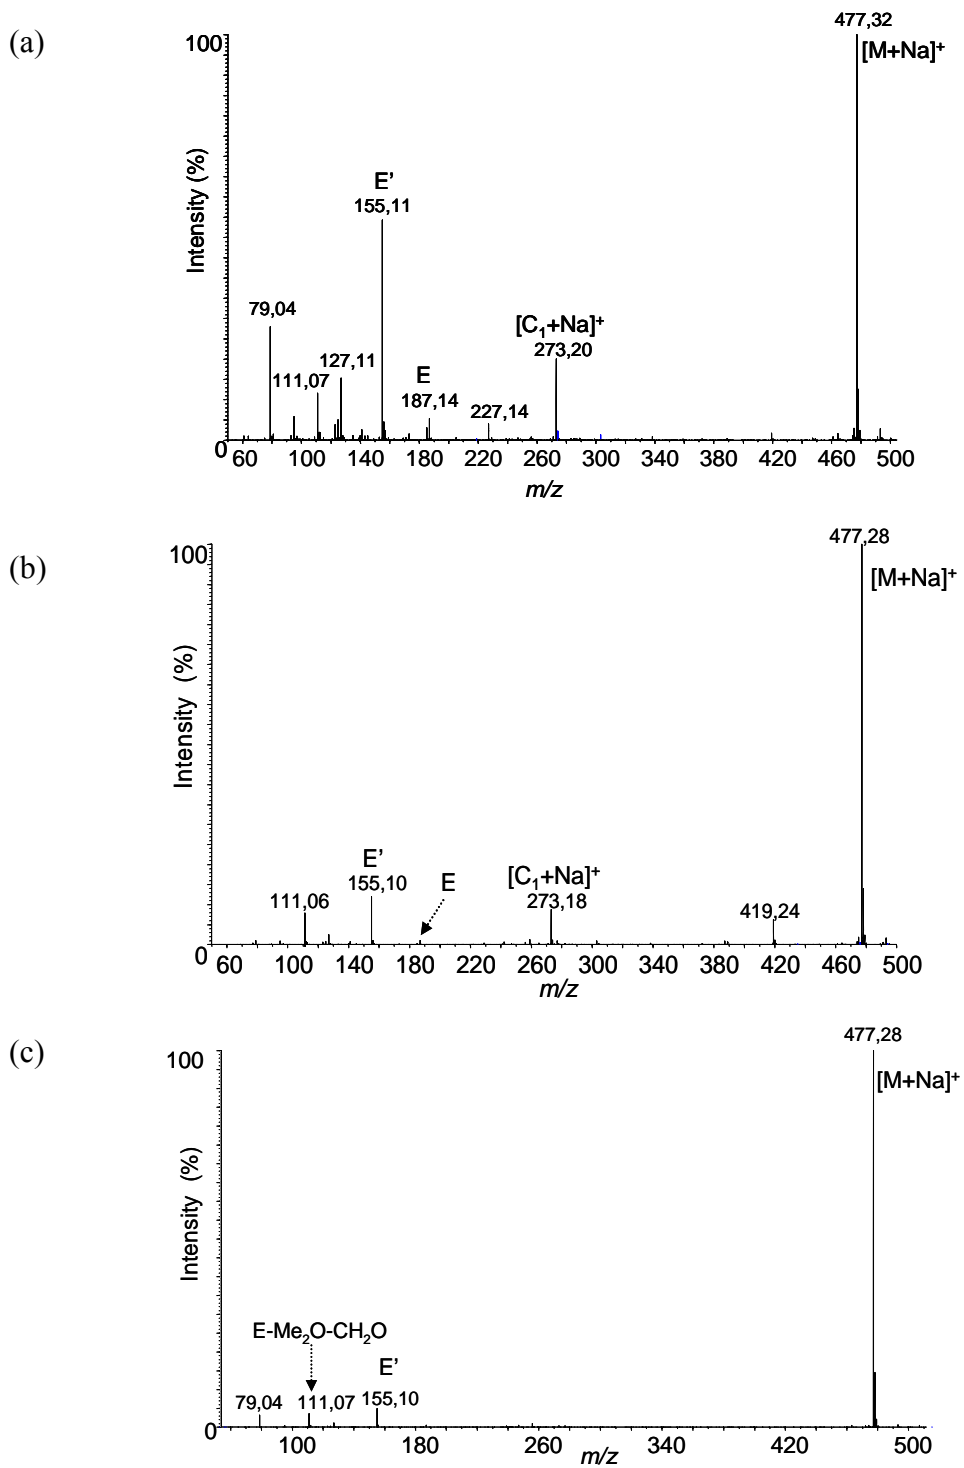 (a)
477,32
100
[M+Na]⁺
Intensity (%)
E’
155,11
79,04
[C₁+Na]⁺
273,20
127,11
111,07
E
187,14
227,14
0
60 100 140 180 220 260 300 340 380 420 460 500
m/z
(b)
477,28
100
[M+Na]⁺
Intensity (%)
E’
155,10
E
[C₁+Na]⁺
273,18
111,06
419,24
0
60 100 140 180 220 260 300 340 380 420 460 500
m/z
(c)
477,28
100
[M+Na]⁺
Intensity (%)
E-Me₂O-CH₂O
E’
79,04 111,07 155,10
0
100 180 260 340 420 500
m/z